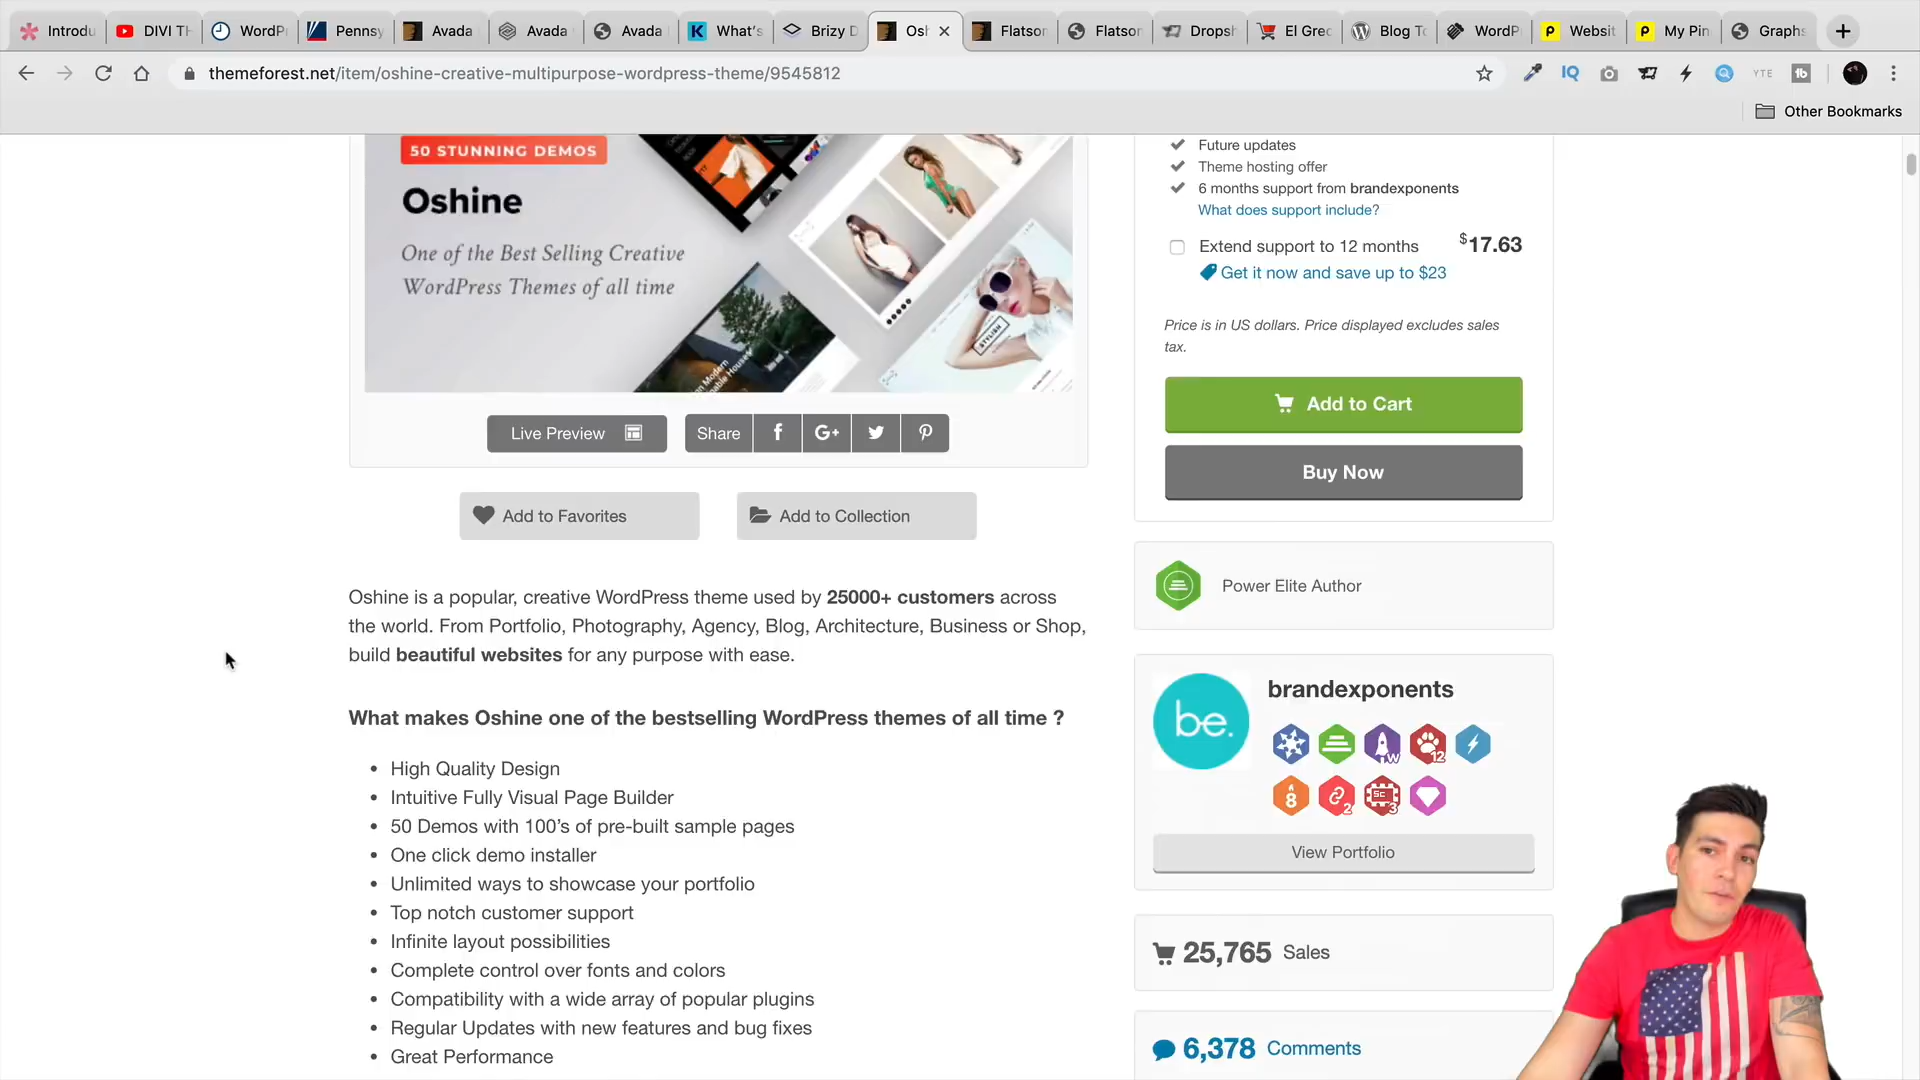 Introdu
DIVI TH
WordPr
Pennsy
Avada
Avada
Avada
What's
Brizy D
Osh
Flatsor
Flatsor
Dropsh
El Grec
Blog To
WordPr
Websit
My Pin
Graphs
themeforest.net/item/oshine-creative-multipurpose-wordpress-theme/9545812
IQ
YTE
Other Bookmarks
50 STUNNING DEMOS
Oshine
One of the Best Selling Creative
WordPress Themes of all time
STYLISH
Live Preview
Share
G+
Add to Favorites
Add to Collection
Oshine is a popular, creative WordPress theme used by 25000+ customers across
the world. From Portfolio, Photography, Agency, Blog, Architecture, Business or Shop,
build beautiful websites for any purpose with ease.
What makes Oshine one of the bestselling WordPress themes of all time ?
• High Quality Design
• Intuitive Fully Visual Page Builder
• 50 Demos with 100's of pre-built sample pages
• One click demo installer
• Unlimited ways to showcase your portfolio
• Top notch customer support
• Infinite layout possibilities
• Complete control over fonts and colors
• Compatibility with a wide array of popular plugins
• Regular Updates with new features and bug fixes
• Great Performance
Future updates
Theme hosting offer
6 months support from brandexponents
What does support include?
Extend support to 12 months $17.63
Get it now and save up to $23
Price is in US dollars. Price displayed excludes sales
tax.
Add to Cart
Buy Now
Power Elite Author
be.
brandexponents
W
12
8
2
SC
3
View Portfolio
25,765 Sales
6,378 Comments